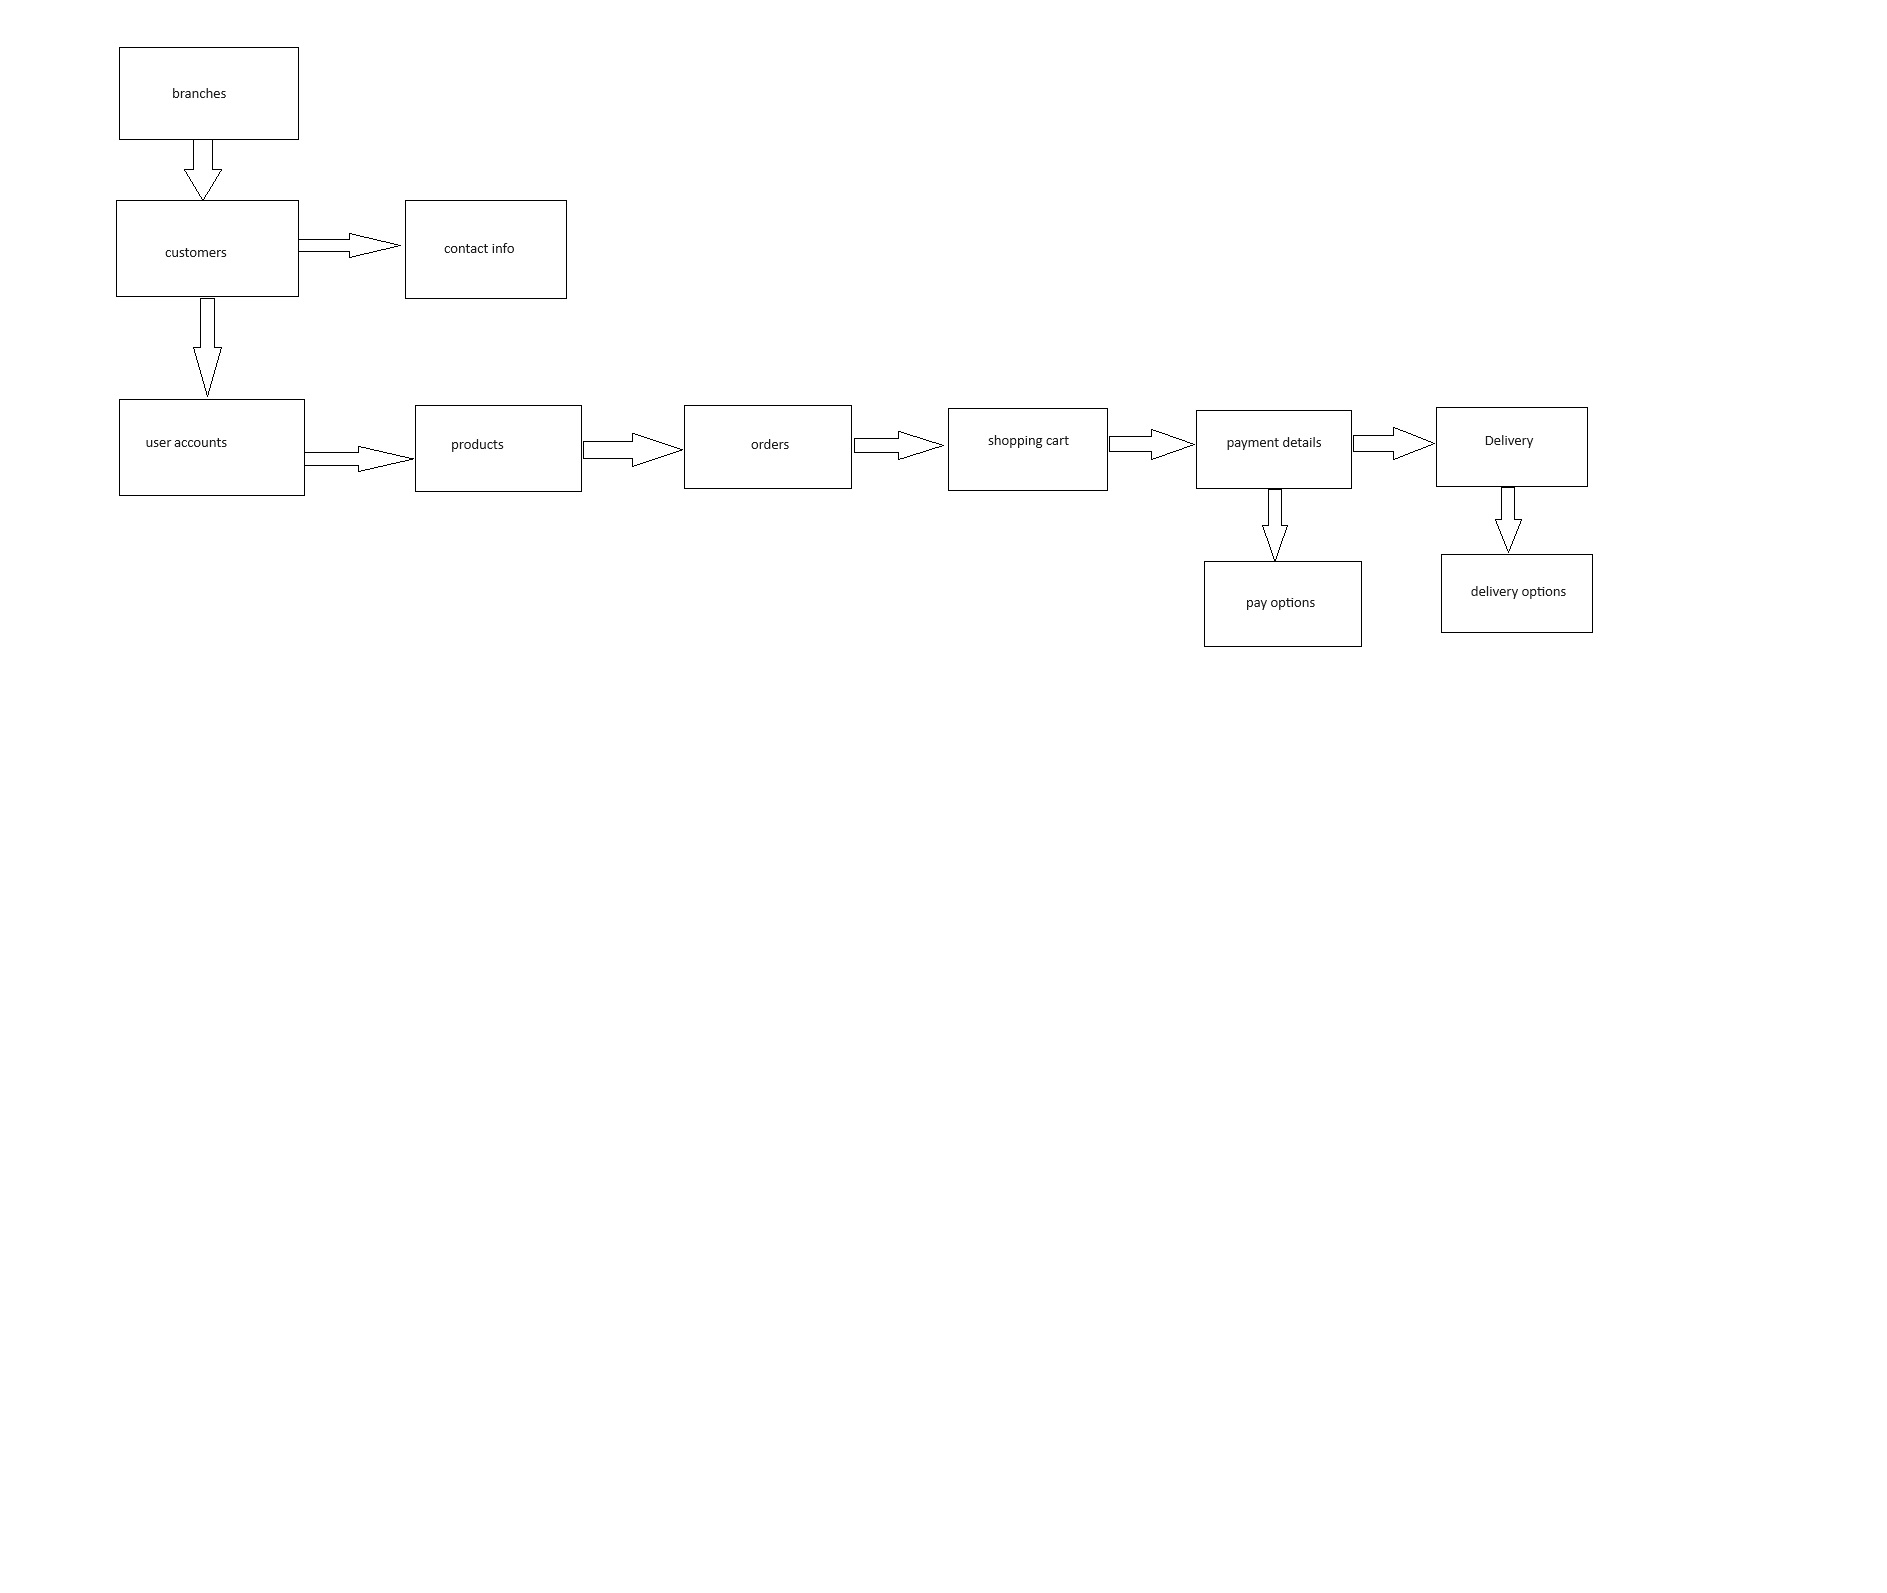 branches
customers
contact info
user accounts
products
orders
shopping cart
payment details
Delivery
pay options
delivery options